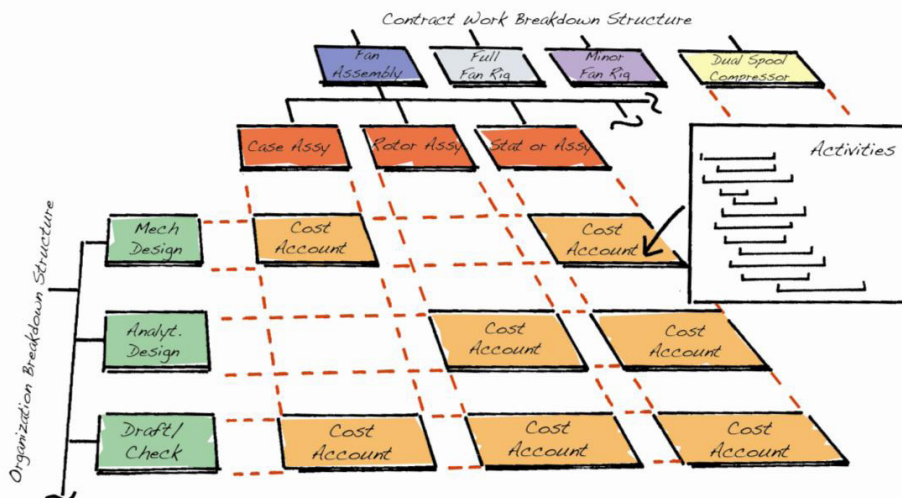 Contract Work Breakdown Structure
Fan
Assembly
Full
Fan Rig
Minor
Fan Rig
Dual Spool
Compressor
Case Assy
Rotor Assy
Stat or Assy
Activities
Organization Breakdown Structure
Mech
Design
Cost
Account
Cost
Account
Analyt.
Design
Cost
Account
Cost
Account
Draft/
Check
Cost
Account
Cost
Account
Cost
Account